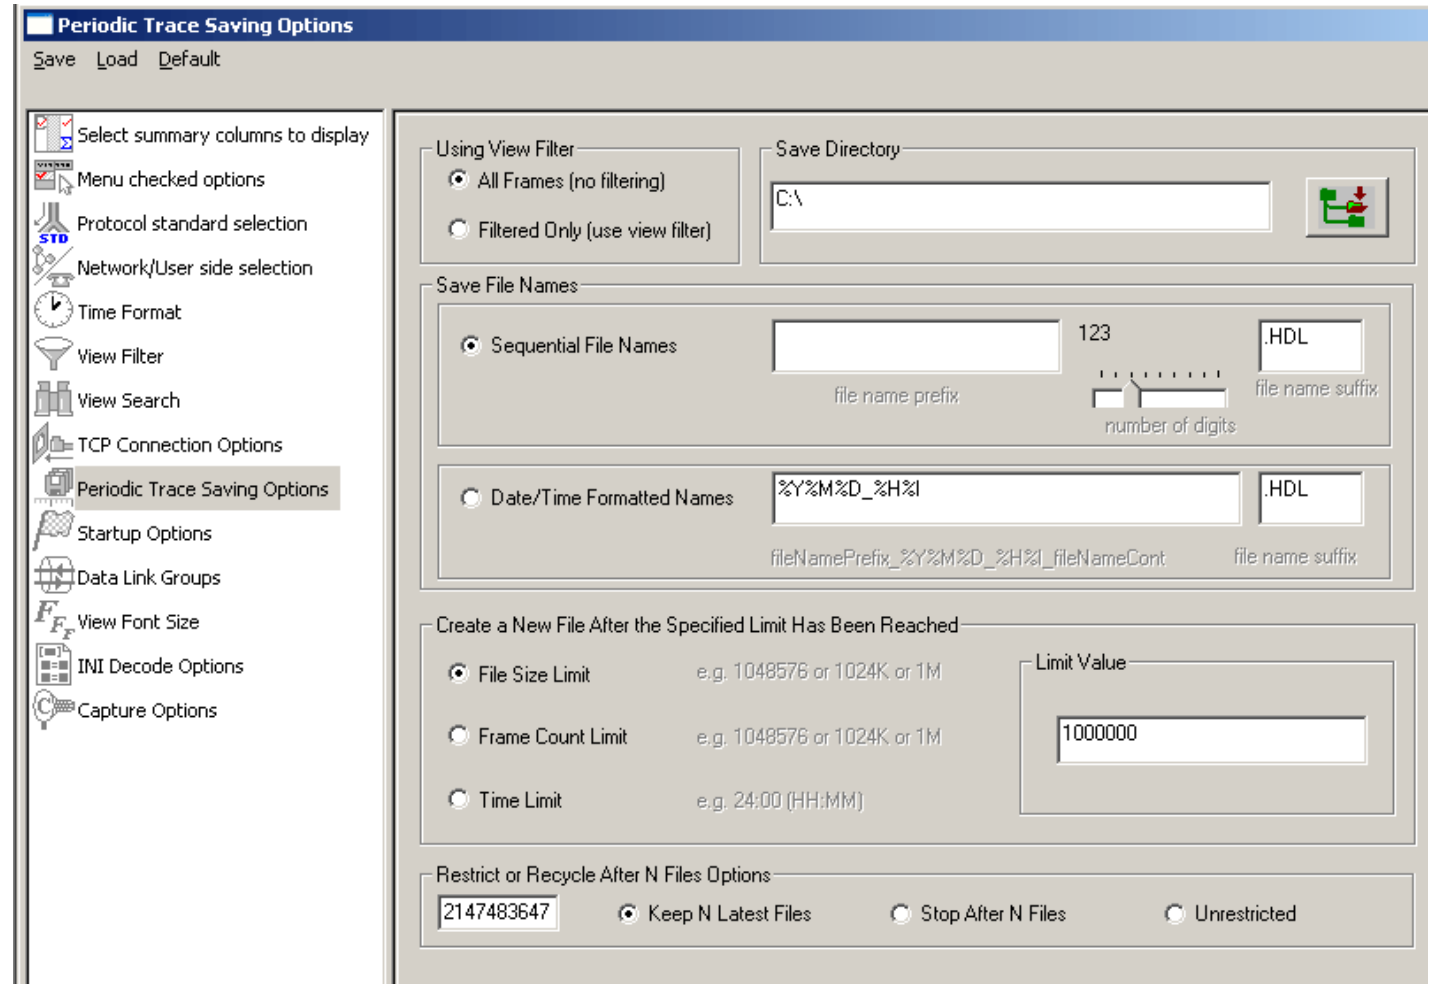 Periodic Trace Saving Options
Save Load Default
Select summary columns to display
Menu checked options
Protocol standard selection
STD
Network/User side selection
Time Format
View Filter
View Search
TCP Connection Options
Periodic Trace Saving Options
Startup Options
Data Link Groups
View Font Size
INI Decode Options
Capture Options
Using View Filter
All Frames (no filtering)
Filtered Only (use view filter)
Save Directory
C:\
Save File Names
Sequential File Names
file name prefix
123
number of digits
.HDL
file name suffix
Date/Time Formatted Names
%Y%M%D_%H%I
.HDL
fileNamePrefix_%Y%M%D_%H%I_fileNameCont
file name suffix
Create a New File After the Specified Limit Has Been Reached
File Size Limit e.g. 1048576 or 1024K or 1M
Frame Count Limit e.g. 1048576 or 1024K or 1M
Time Limit e.g. 24:00 (HH:MM)
Limit Value
1000000
Restrict or Recycle After N Files Options
2147483647 Keep N Latest Files Stop After N Files Unrestricted